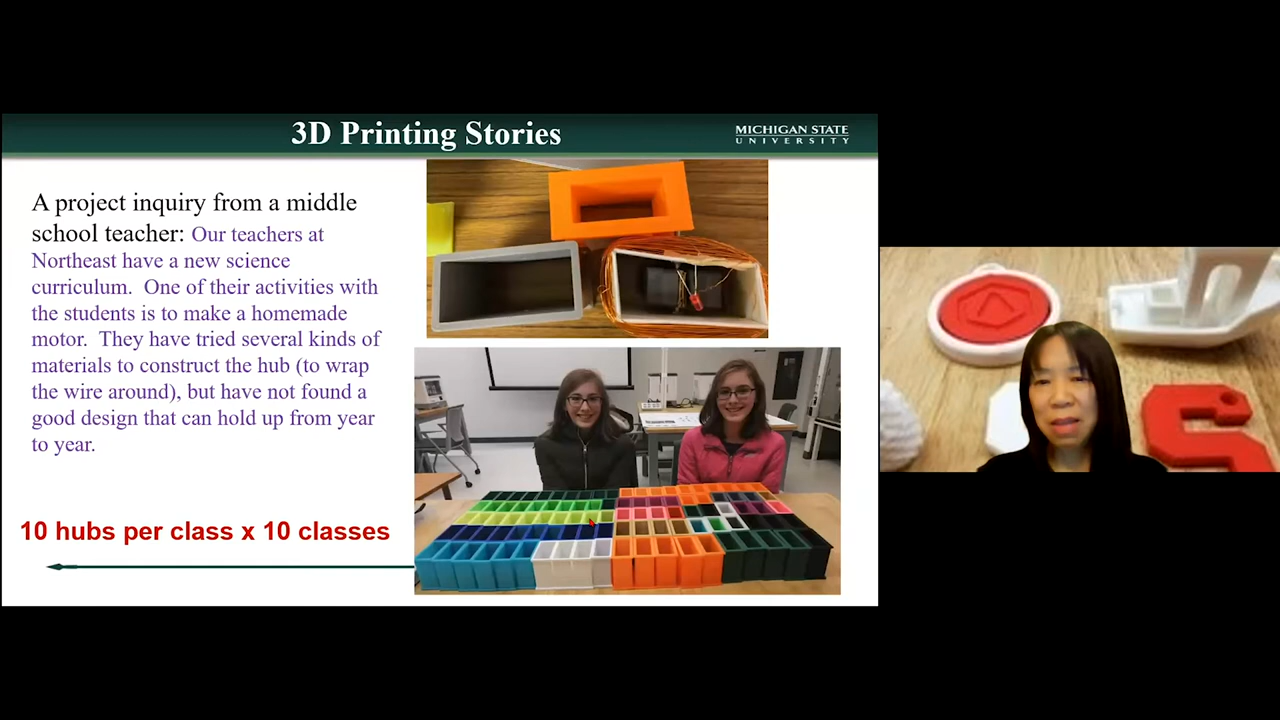 3D Printing Stories
MICHIGAN STATE
UNIVERSITY
A project inquiry from a middle
school teacher: Our teachers at
Northeast have a new science
curriculum. One of their activities with
the students is to make a homemade
motor. They have tried several kinds of
materials to construct the hub (to wrap
the wire around), but have not found a
good design that can hold up from year
to year.
10 hubs per class x 10 classes